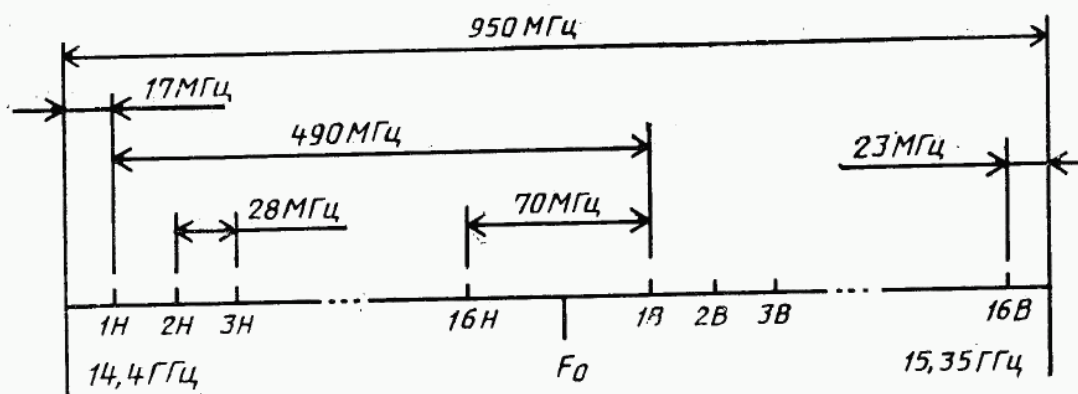 950 МГц
17 МГц
490 МГц
23 МГц
28 МГц
70 МГц
1Н 2Н 3Н ... 16Н 1В 2В 3В ... 16В
14,4 ГГц F0 15,35 ГГц